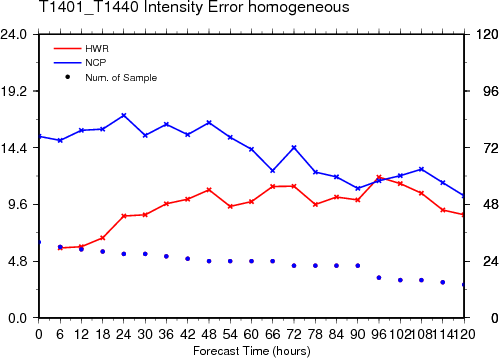 T1401_T1440 Intensity Error homogeneous
24.0 120
HWR
NCP
Num. of Sample
19.2 96
14.4 72
9.6 48
4.8 24
0.0 0
0 6 12 18 24 30 36 42 48 54 60 66 72 78 84 90 96 102 108 114 120
Forecast Time (hours)